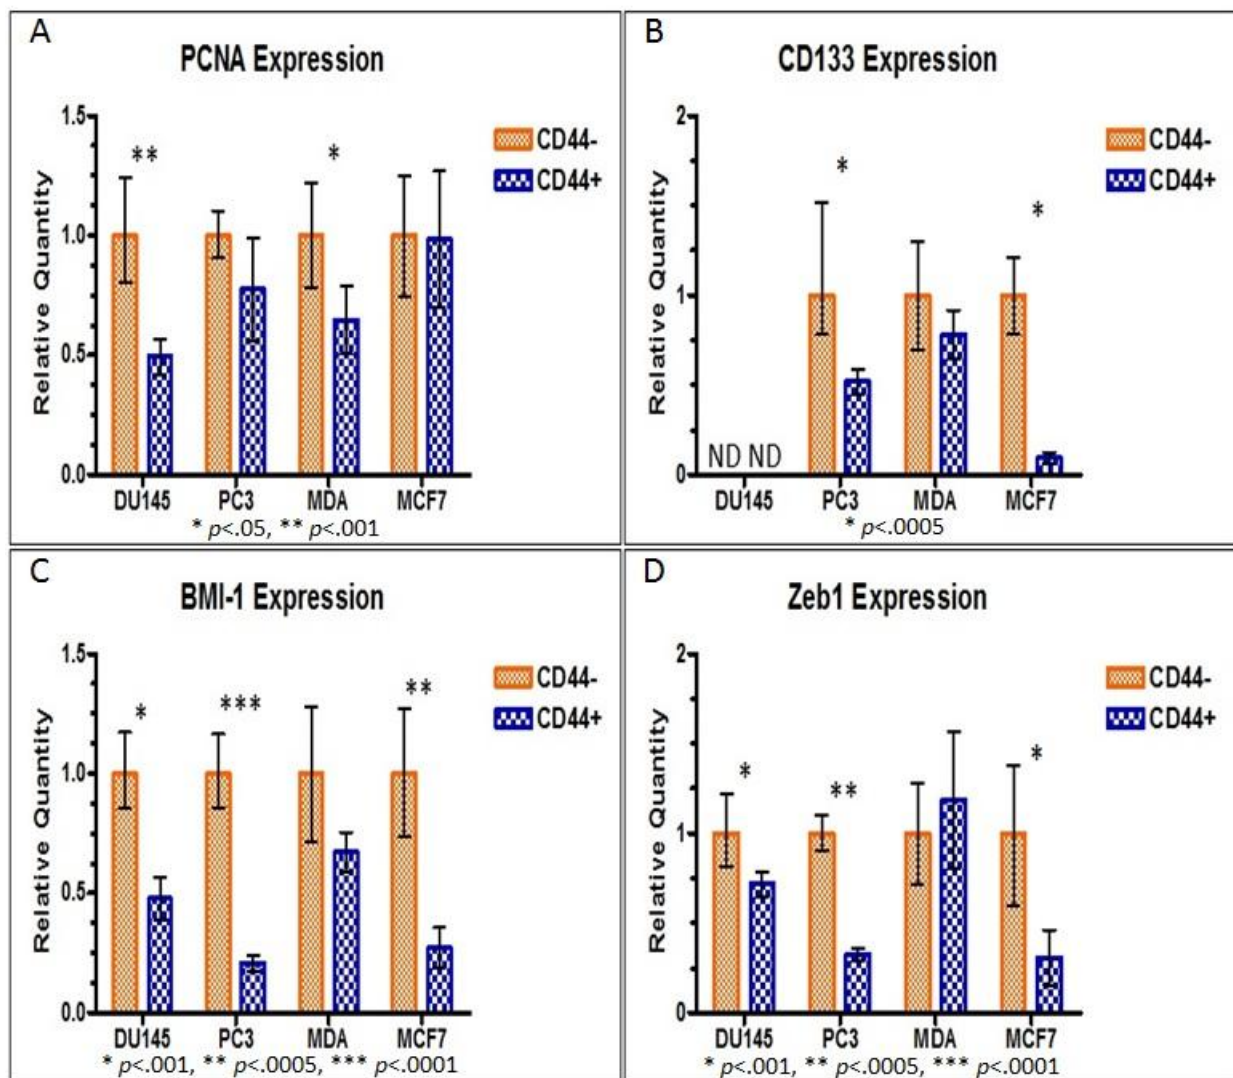 A
PCNA Expression
1.5
1.0
0.5
0.0
Relative Quantity
** *
CD44-
CD44+
DU145 PC3 MDA MCF7
* p<.05, ** p<.001
B
CD133 Expression
2
1
0
Relative Quantity
* *
CD44-
CD44+
ND ND
DU145 PC3 MDA MCF7
* p<.0005
C
BMI-1 Expression
1.5
1.0
0.5
0.0
Relative Quantity
* *** **
CD44-
CD44+
DU145 PC3 MDA MCF7
* p<.001, ** p<.0005, *** p<.0001
D
Zeb1 Expression
2
1
0
Relative Quantity
* ** *
CD44-
CD44+
DU145 PC3 MDA MCF7
* p<.001, ** p<.0005, *** p<.0001